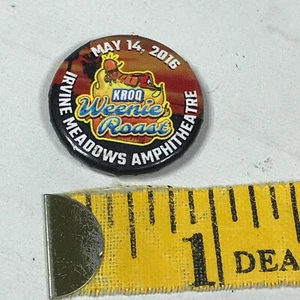 MAY 14, 2016
KROQ
Weenie
Roast
IRVINE MEADOWS AMPHITHEATRE
1 DEA